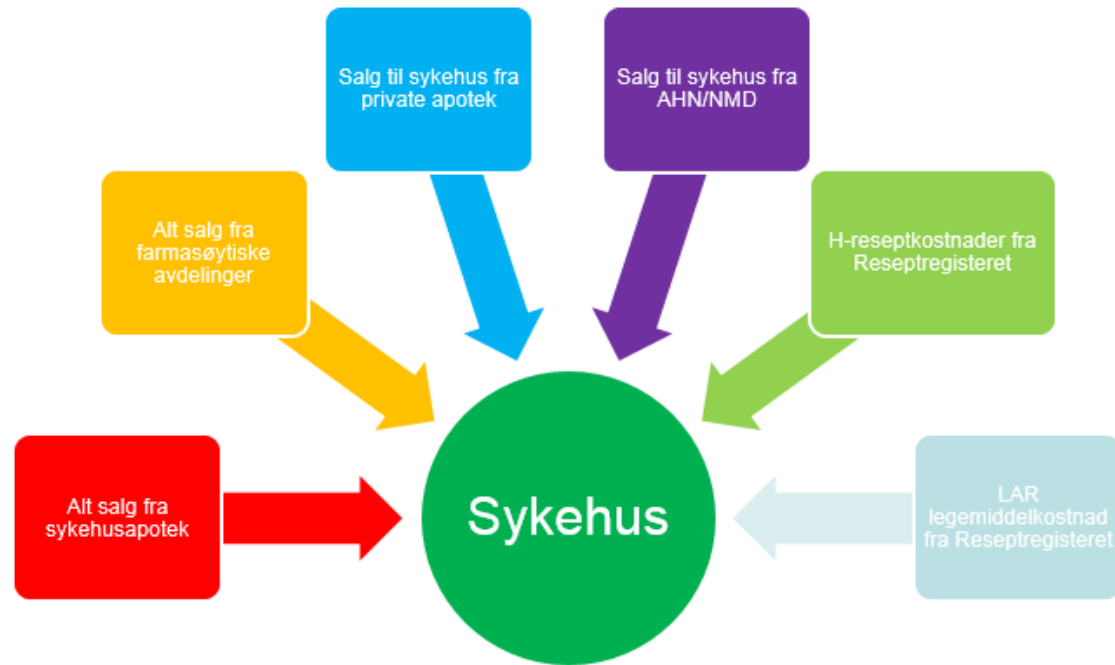 Salg til sykehus fra
private apotek
Salg til sykehus fra
AHN/NMD
Alt salg fra
farmasøytiske
avdelinger
H-reseptkostnader fra
Reseptregisteret
Alt salg fra
sykehusapotek
Sykehus
LAR
legemiddelkostnad
fra Reseptregisteret